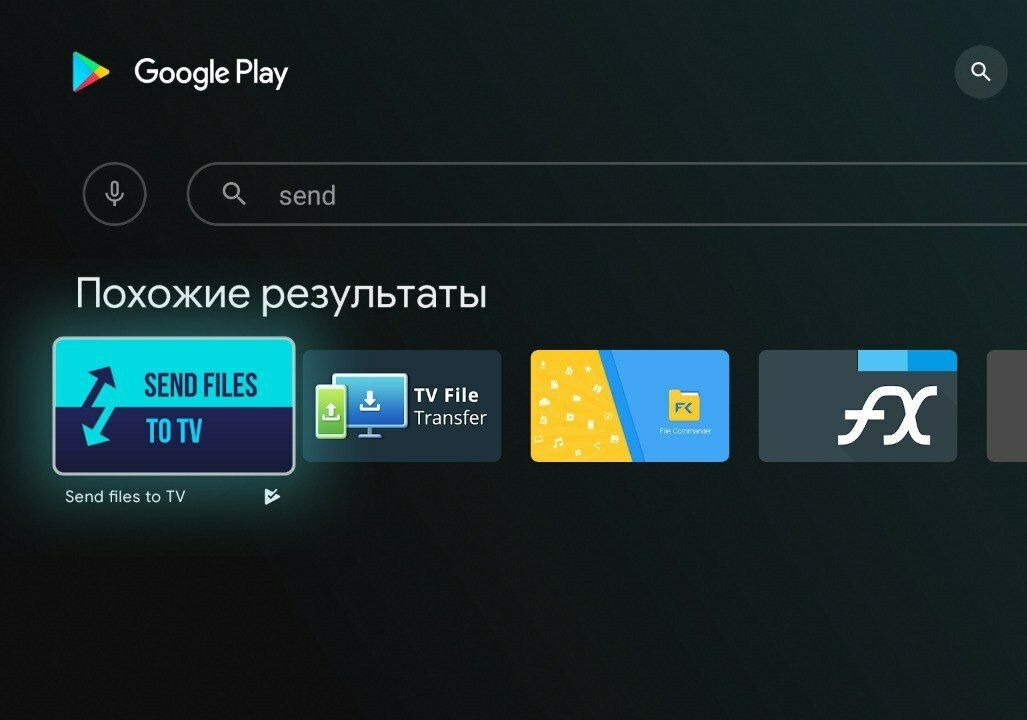 Google Play
send
Похожие результаты
SEND FILES
TO TV
TV File
Transfer
FK
File Commander
fX
Send files to TV